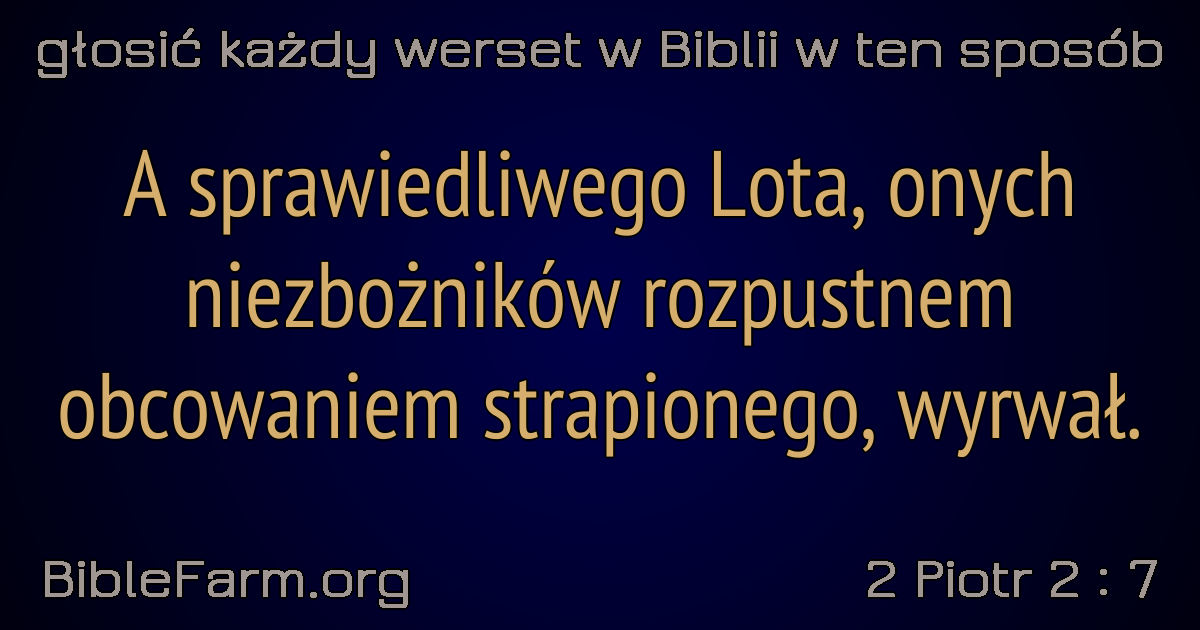 głosić każdy werset w Biblii w ten sposób
A sprawiedliwego Lota, onych
niezbożników rozpustnem
obcowaniem strapionego, wyrwał.
BibleFarm.org
2 Piotr 2 : 7